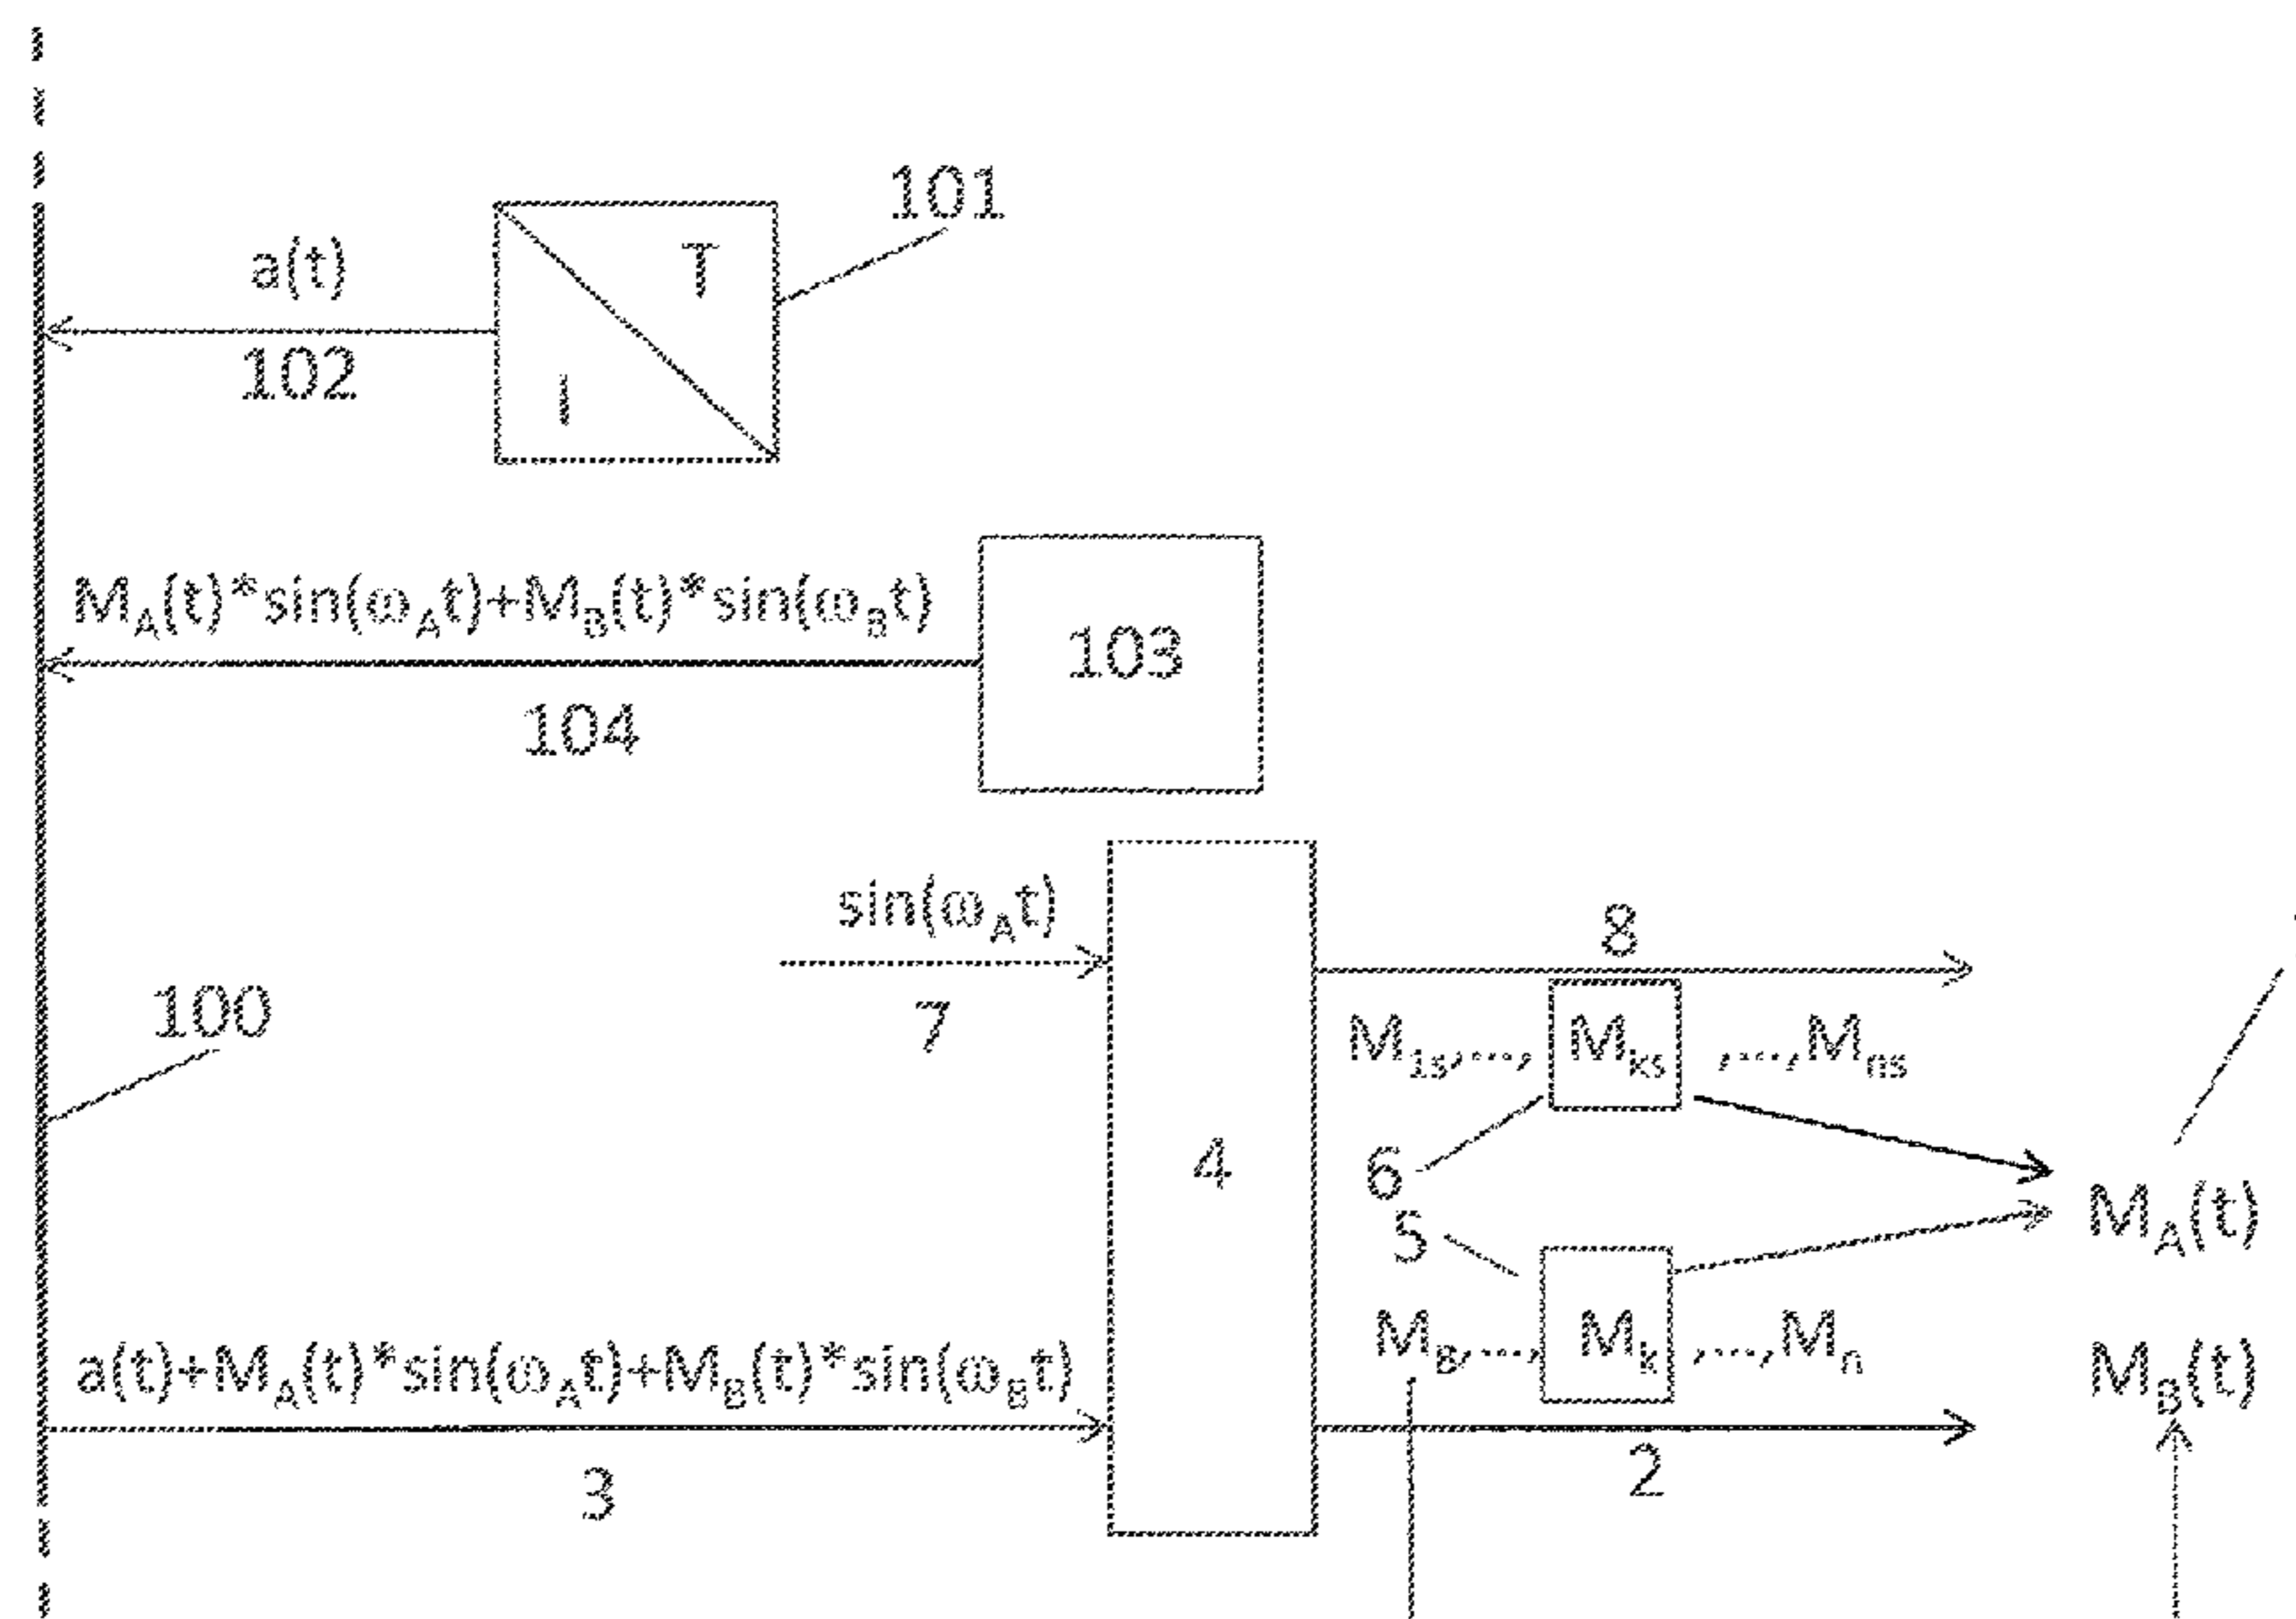 101
T
a(t)
102
I
M_A(t)*sin(ω_At)+M_B(t)*sin(ω_Bt)
103
104
sin(ω_At)
8
7
100
M_1s,...,
M_ks
,...,M_ns
4
6
5
M_A(t)
a(t)+M_A(t)*sin(ω_At)+M_B(t)*sin(ω_Bt)
M_B,...,
M_k
,...,M_n
M_B(t)
3
2